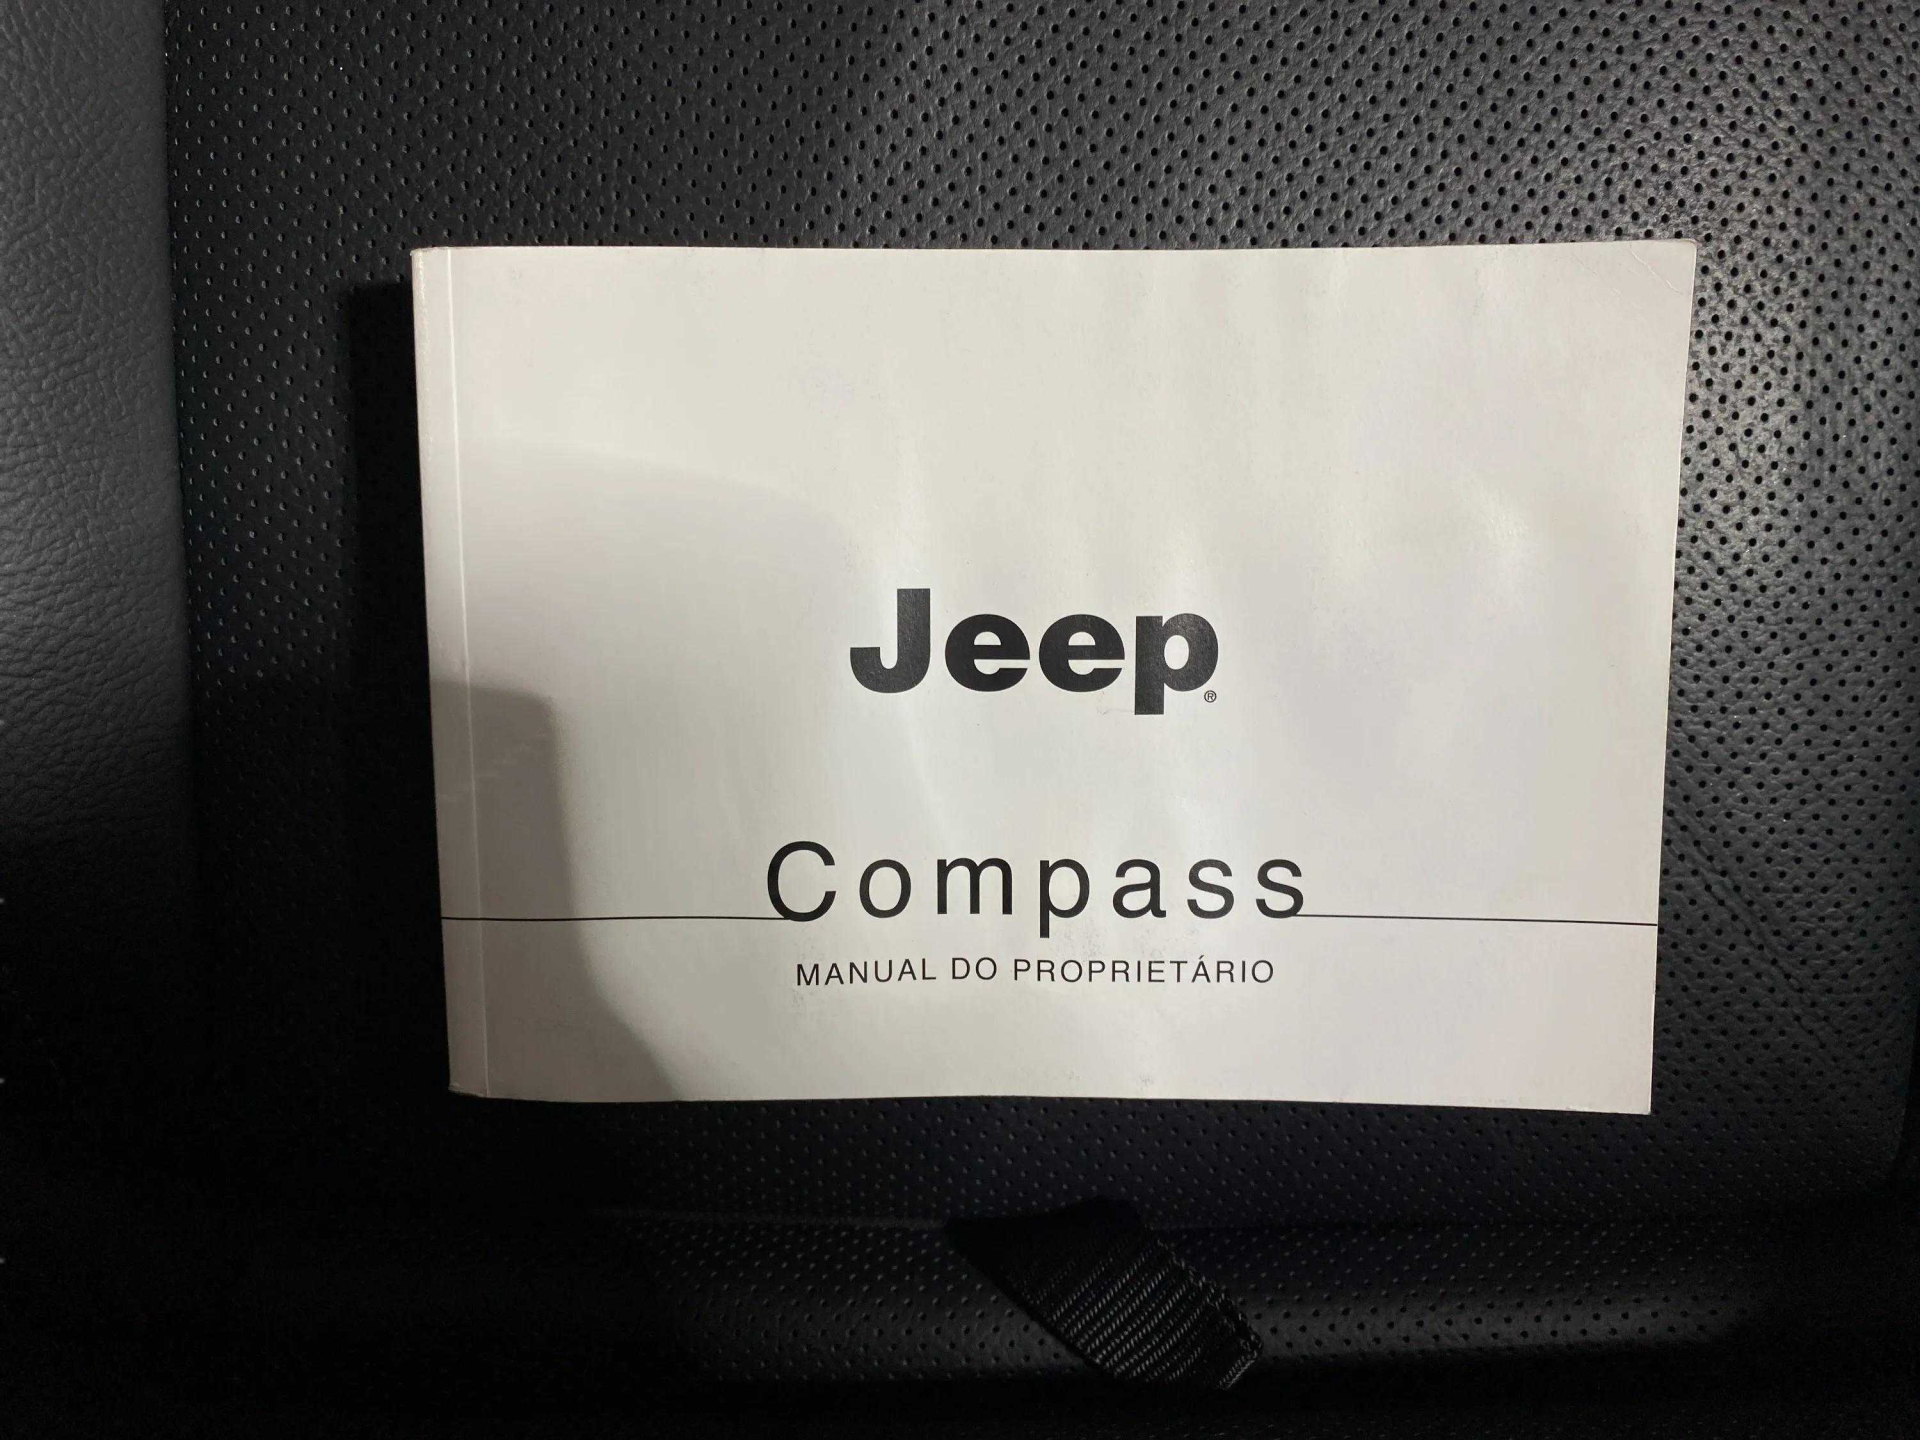 Jeep®
Compass
MANUAL DO PROPRIETÁRIO